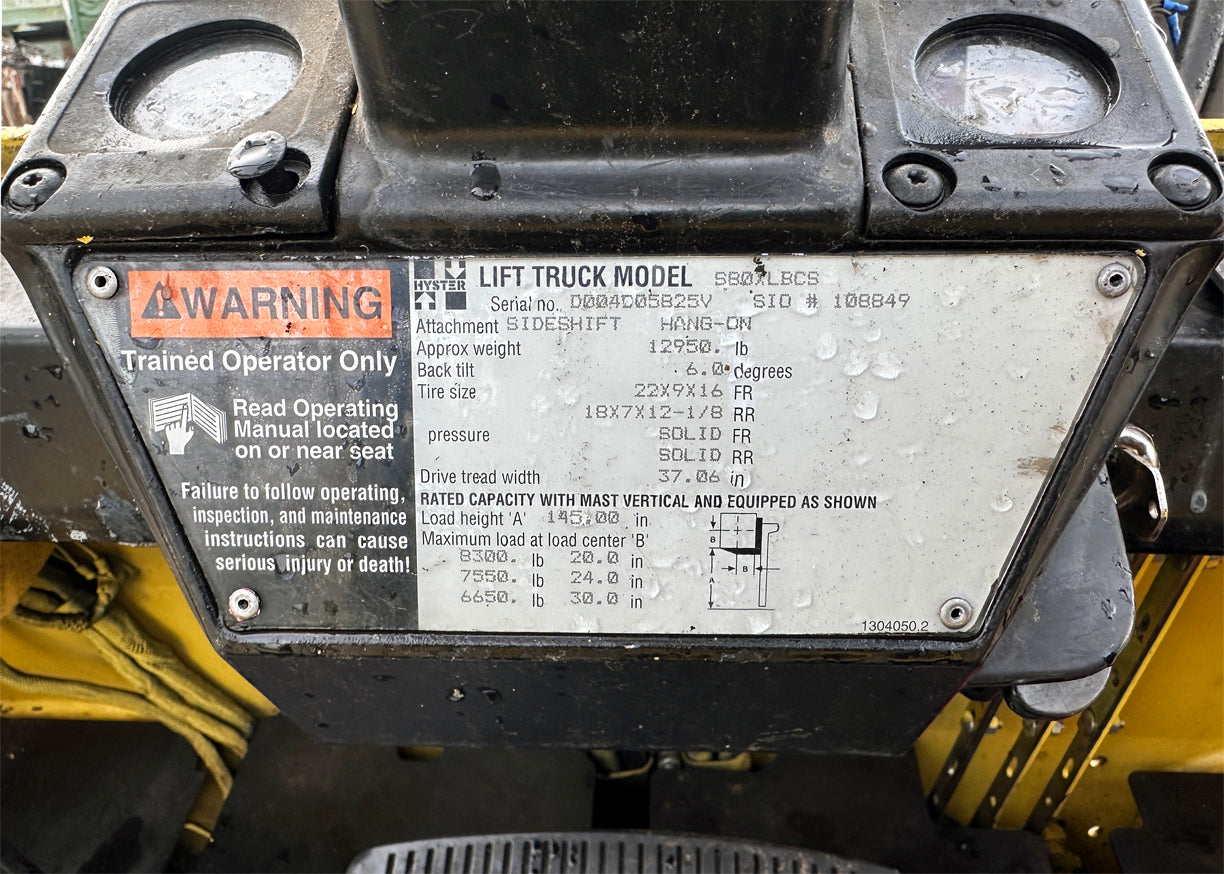 WARNING
Trained Operator Only
Read Operating
Manual located
on or near seat
Failure to follow operating,
inspection, and maintenance
instructions can cause
serious injury or death!
HYSTER
LIFT TRUCK MODEL S80XLBCS
Serial no. D004D05825V SIO # 108849
Attachment SIDESHIFT HANG-ON
Approx weight 12950. lb
Back tilt 6.0 degrees
Tire size 22X9X16 FR
18X7X12-1/8 RR
pressure SOLID FR
SOLID RR
Drive tread width 37.06 in
RATED CAPACITY WITH MAST VERTICAL AND EQUIPPED AS SHOWN
Load height 'A' 145.00 in
Maximum load at load center 'B'
8300. lb 20.0 in
7550. lb 24.0 in
6650. lb 30.0 in
B
B
A
1304050.2